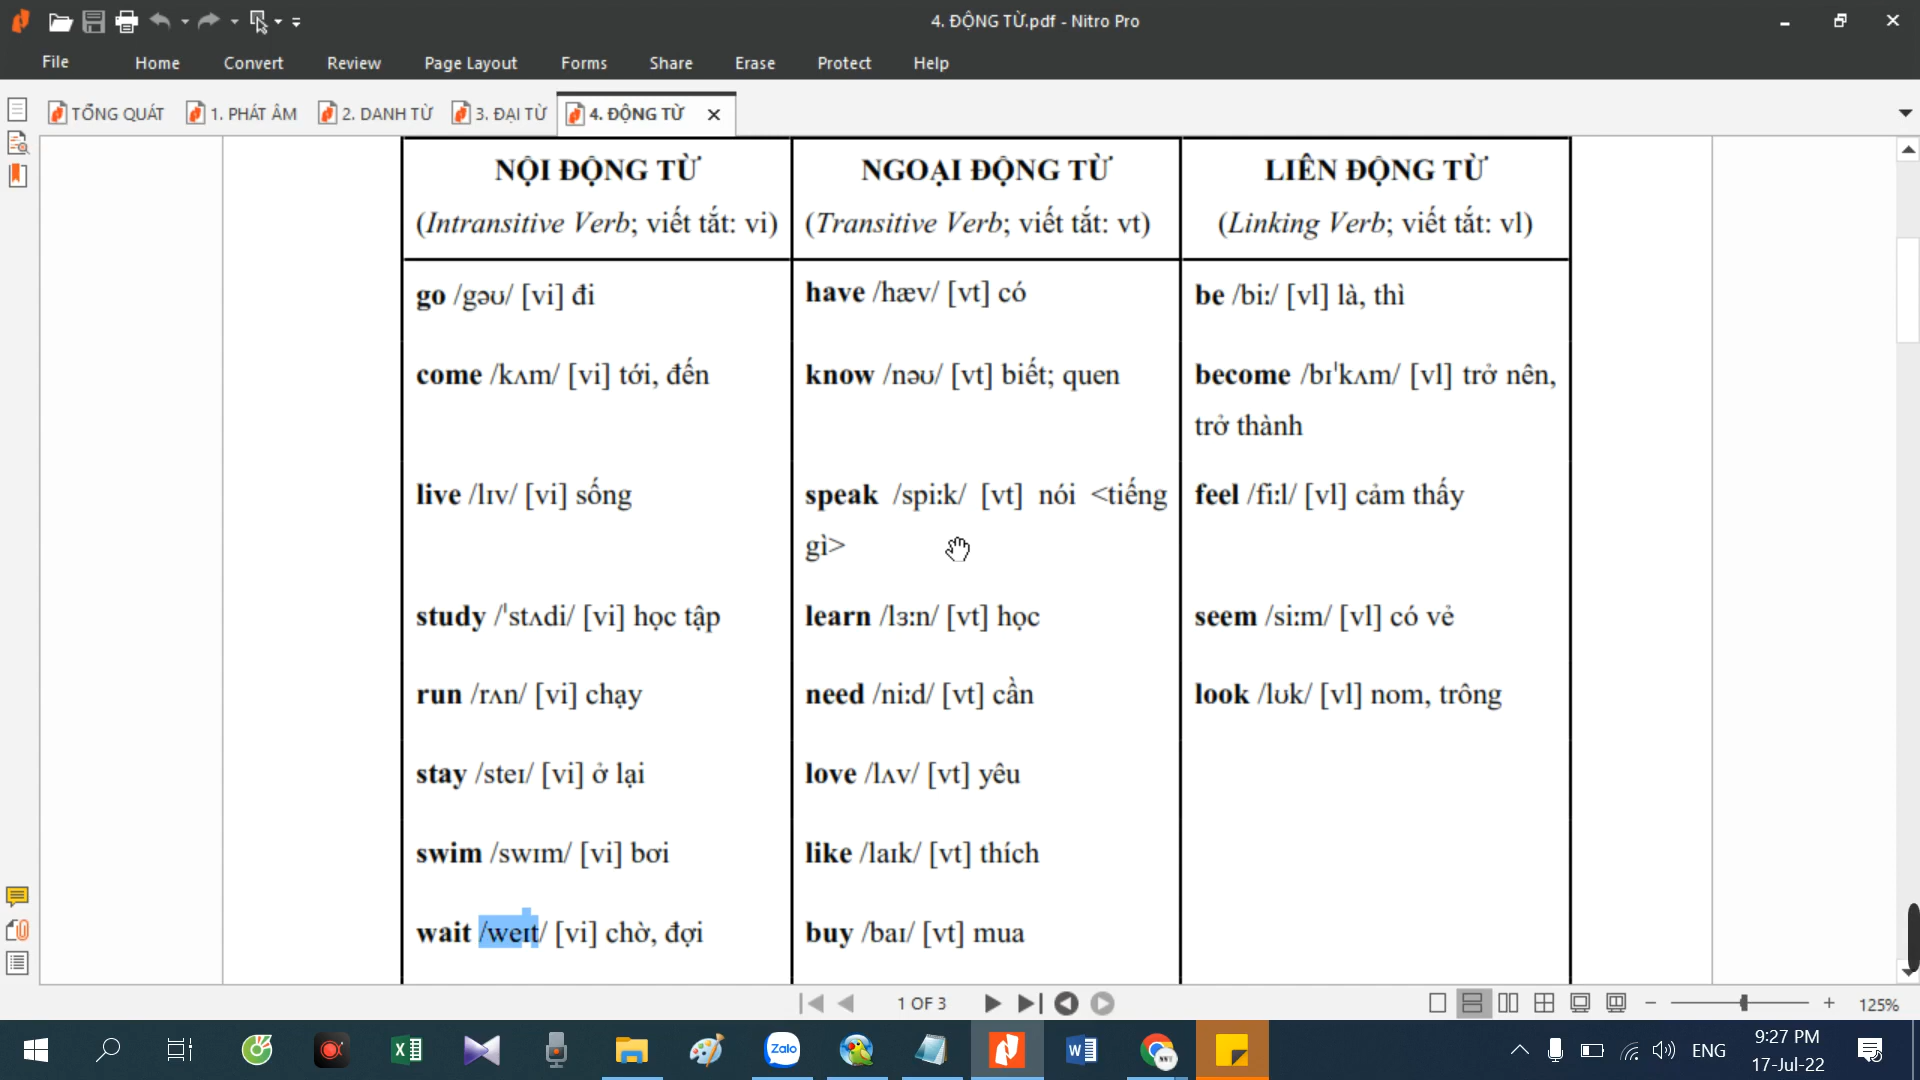 4. ĐỘNG TỪ.pdf - Nitro Pro
File Home Convert Review Page Layout Forms Share Erase Protect Help
TỔNG QUÁT 1. PHÁT ÂM 2. DANH TỪ 3. ĐẠI TỪ 4. ĐỘNG TỪ
NỘI ĐỘNG TỪ
(Intransitive Verb; viết tắt: vi)
NGOẠI ĐỘNG TỪ
(Transitive Verb; viết tắt: vt)
LIÊN ĐỘNG TỪ
(Linking Verb; viết tắt: vl)
go /gəʊ/ [vi] đi
have /hæv/ [vt] có
be /biː/ [vl] là, thì
come /kʌm/ [vi] tới, đến
know /nəʊ/ [vt] biết; quen
become /bɪˈkʌm/ [vl] trở nên,
trở thành
live /lɪv/ [vi] sống
speak /spiːk/ [vt] nói <tiếng
gì>
feel /fiːl/ [vl] cảm thấy
study /ˈstʌdi/ [vi] học tập
learn /lɜːn/ [vt] học
seem /siːm/ [vl] có vẻ
run /rʌn/ [vi] chạy
need /niːd/ [vt] cần
look /lʊk/ [vl] nom, trông
stay /steɪ/ [vi] ở lại
love /lʌv/ [vt] yêu
swim /swɪm/ [vi] bơi
like /laɪk/ [vt] thích
wait /weɪt/ [vi] chờ, đợi
buy /baɪ/ [vt] mua
1 OF 3
125%
Zalo
ENG
9:27 PM
17-Jul-22